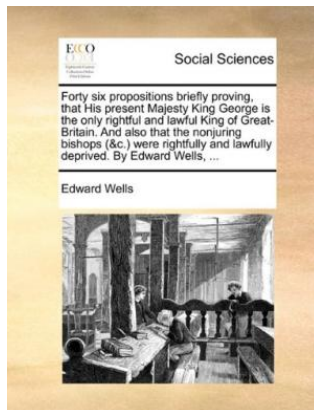 ECCO
Social Sciences
Forty six propositions briefly proving,
that His present Majesty King George is
the only rightful and lawful King of Great-
Britain. And also that the nonjuring
bishops (&c.) were rightfully and lawfully
deprived. By Edward Wells, ...
Edward Wells